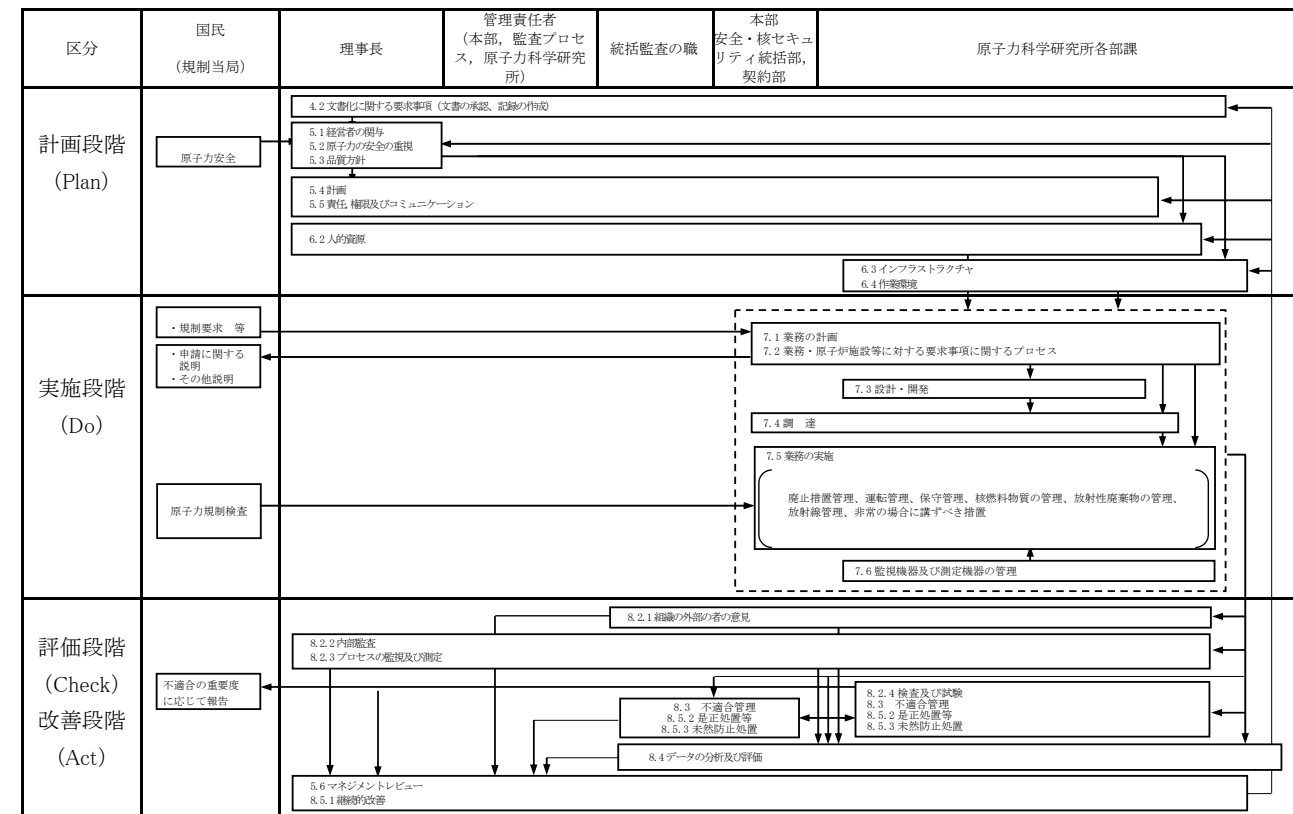 区分
国民
（規制当局）
理事長
管理責任者
（本部，監査プロセ
ス，原子力科学研究
所）
統括監査の職
本部
安全・核セキュ
リティ統括部，
契約部
原子力科学研究所各部課
計画段階
（Plan）
原子力安全
4.2 文書化に関する要求事項（文書の承認、記録の作成）
5.1 経営者の関与
5.2 原子力の安全の重視
5.3 品質方針
5.4 計画
5.5 責任，権限及びコミュニケーション
6.2 人的資源
6.3 インフラストラクチャ
6.4 作業環境
実施段階
（Do）
・規制要求　等
・申請に関する
説明
・その他説明
原子力規制検査
7.1 業務の計画
7.2 業務・原子炉施設等に対する要求事項に関するプロセス
7.3 設計・開発
7.4 調　達
7.5 業務の実施
廃止措置管理、運転管理、保守管理、核燃料物質の管理、放射性廃棄物の管理、
放射線管理、非常の場合に講ずべき措置
7.6 監視機器及び測定機器の管理
評価段階
（Check）
改善段階
（Act）
不適合の重要度
に応じて報告
8.2.1 組織の外部の者の意見
8.2.2 内部監査
8.2.3 プロセスの監視及び測定
8.3　不適合管理
8.5.2 是正処置等
8.5.3 未然防止処置
8.2.4 検査及び試験
8.3　不適合管理
8.5.2 是正処置等
8.5.3 未然防止処置
8.4 データの分析及び評価
5.6 マネジメントレビュー
8.5.1 継続的改善